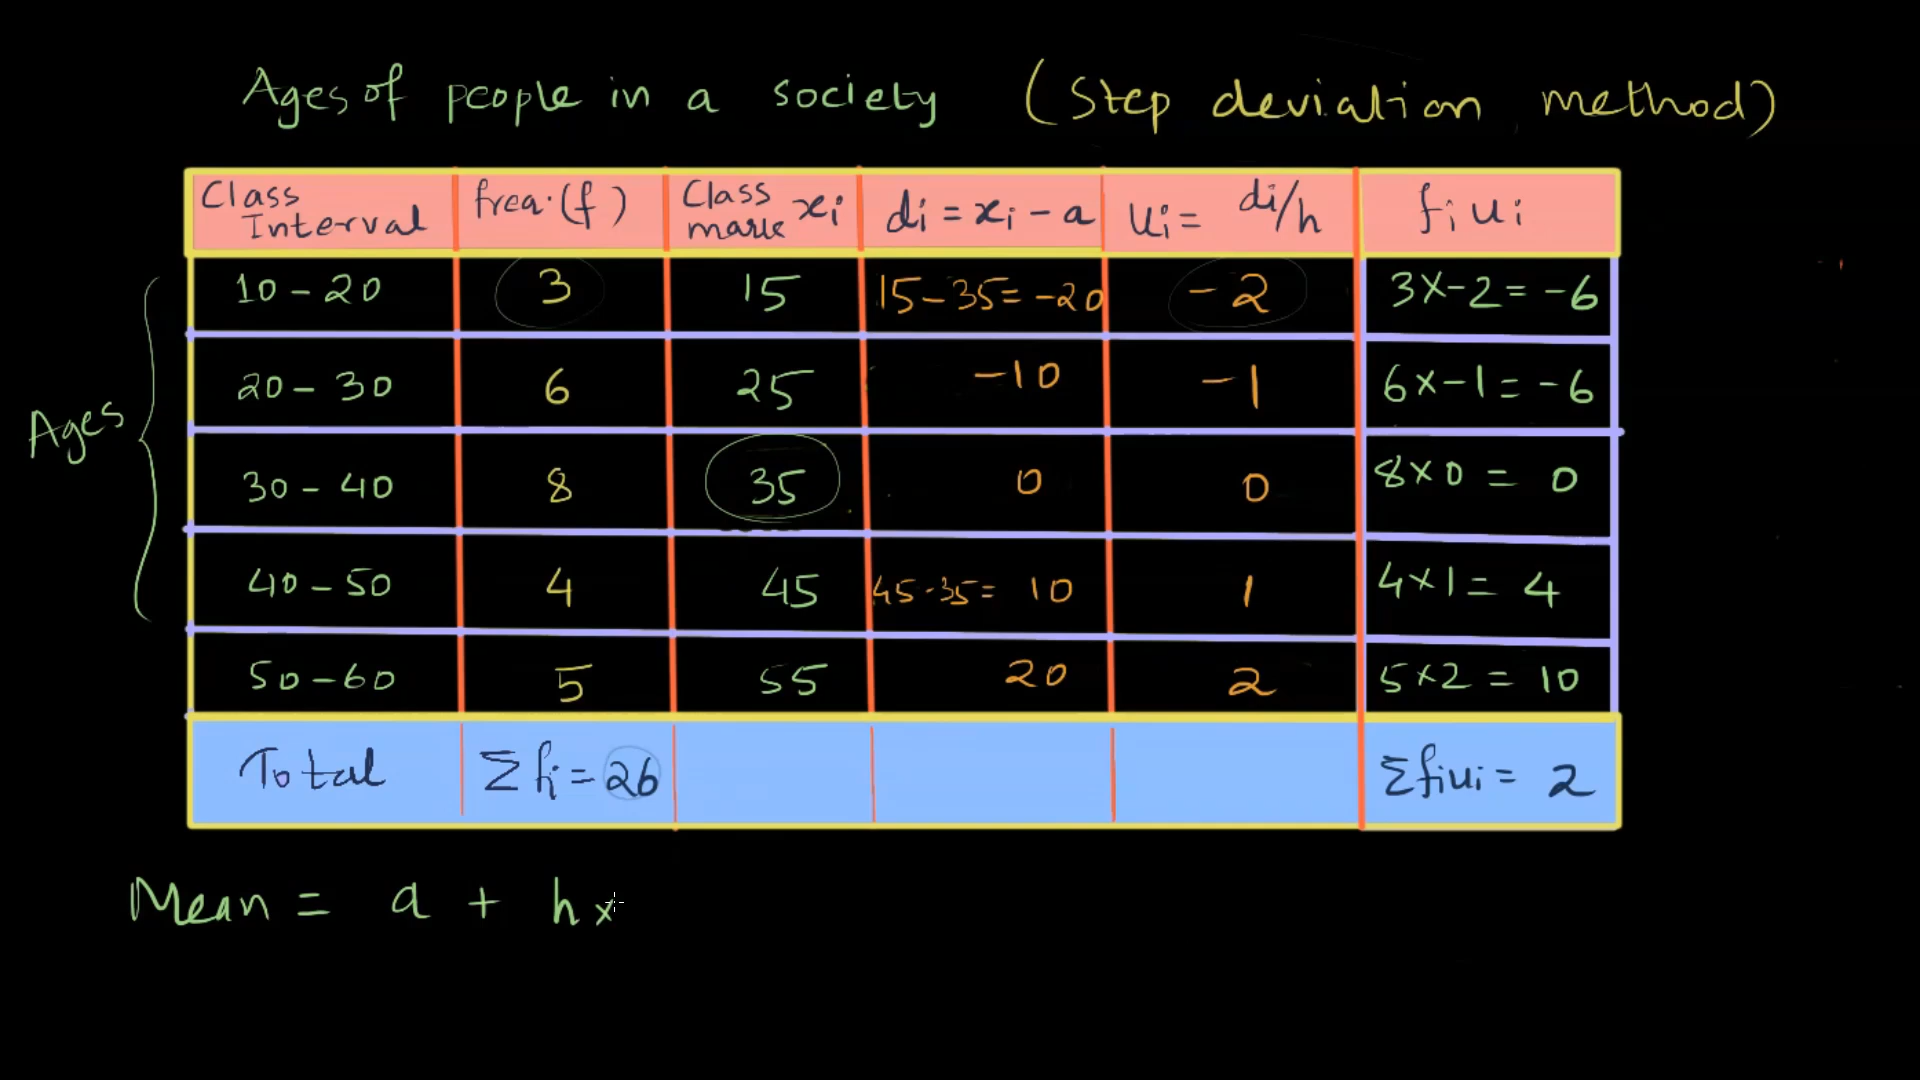 Ages of people in a society (Step deviation method)
Class Interval freq.(f) Class mark xi di = xi - a ui = di/h fiui
10 - 20 3 15 15 - 35 = -20 -2 3x-2 = -6
20 - 30 6 25 -10 -1 6x-1 = -6
30 - 40 8 35 0 0 8x0 = 0
40 - 50 4 45 45-35 = 10 1 4x1 = 4
50 - 60 5 55 20 2 5x2 = 10
Total Σfi = 26 Σfiui = 2
Ages
Mean = a + h x